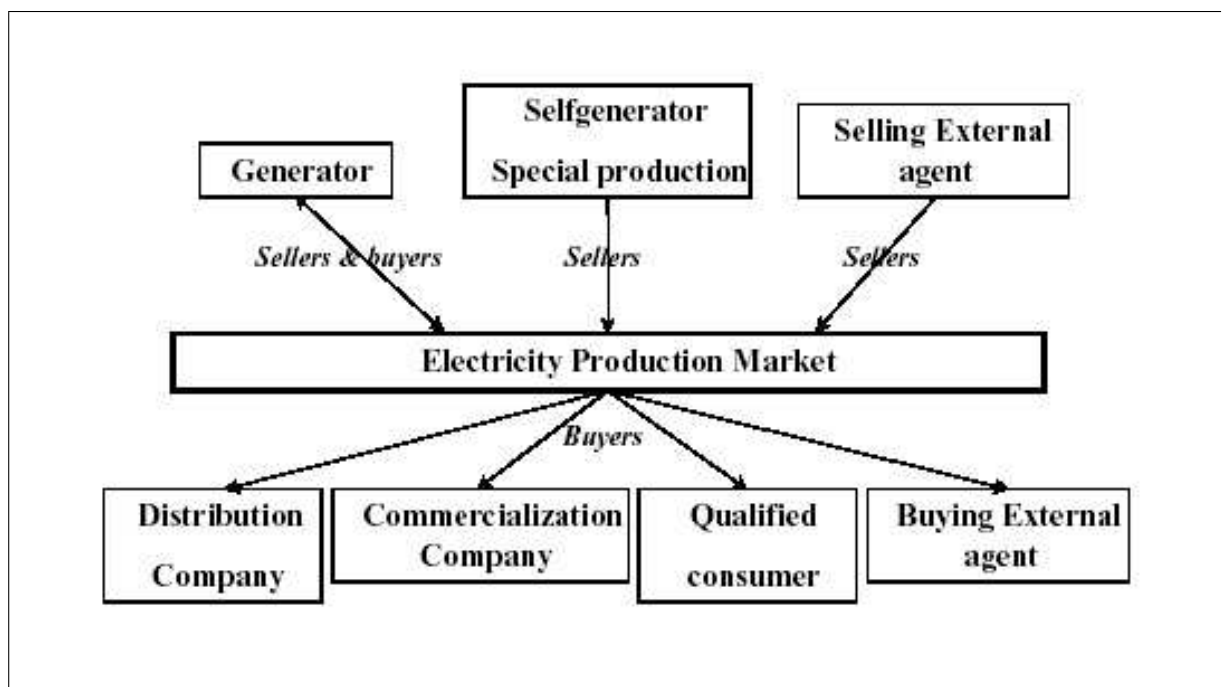 Selfgenerator
Special production
Selling External
agent
Generator
Sellers & buyers
Sellers
Sellers
Electricity Production Market
Buyers
Distribution
Company
Commercialization
Company
Qualified
consumer
Buying External
agent